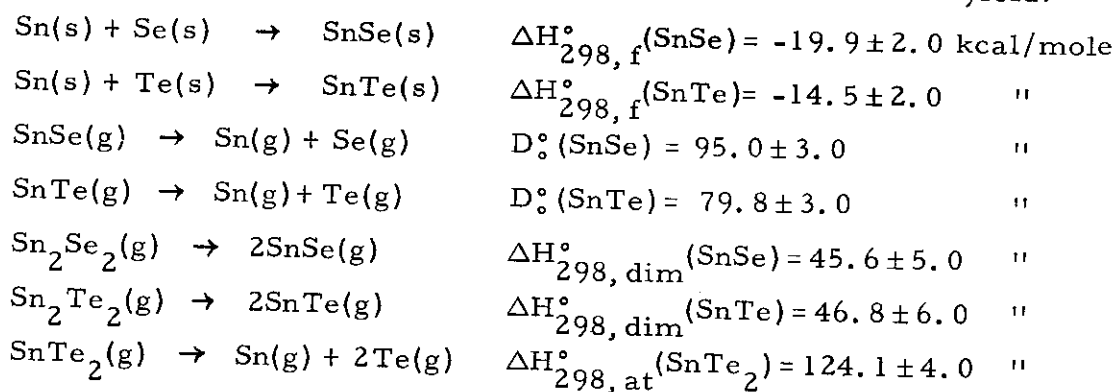 Sn(s) + Se(s) → SnSe(s) ΔH°298, f(SnSe) = -19.9 ± 2.0 kcal/mole
Sn(s) + Te(s) → SnTe(s) ΔH°298, f(SnTe) = -14.5 ± 2.0 "
SnSe(g) → Sn(g) + Se(g) D°o(SnSe) = 95.0 ± 3.0 "
SnTe(g) → Sn(g) + Te(g) D°o(SnTe) = 79.8 ± 3.0 "
Sn2Se2(g) → 2SnSe(g) ΔH°298, dim(SnSe) = 45.6 ± 5.0 "
Sn2Te2(g) → 2SnTe(g) ΔH°298, dim(SnTe) = 46.8 ± 6.0 "
SnTe2(g) → Sn(g) + 2Te(g) ΔH°298, at(SnTe2) = 124.1 ± 4.0 "